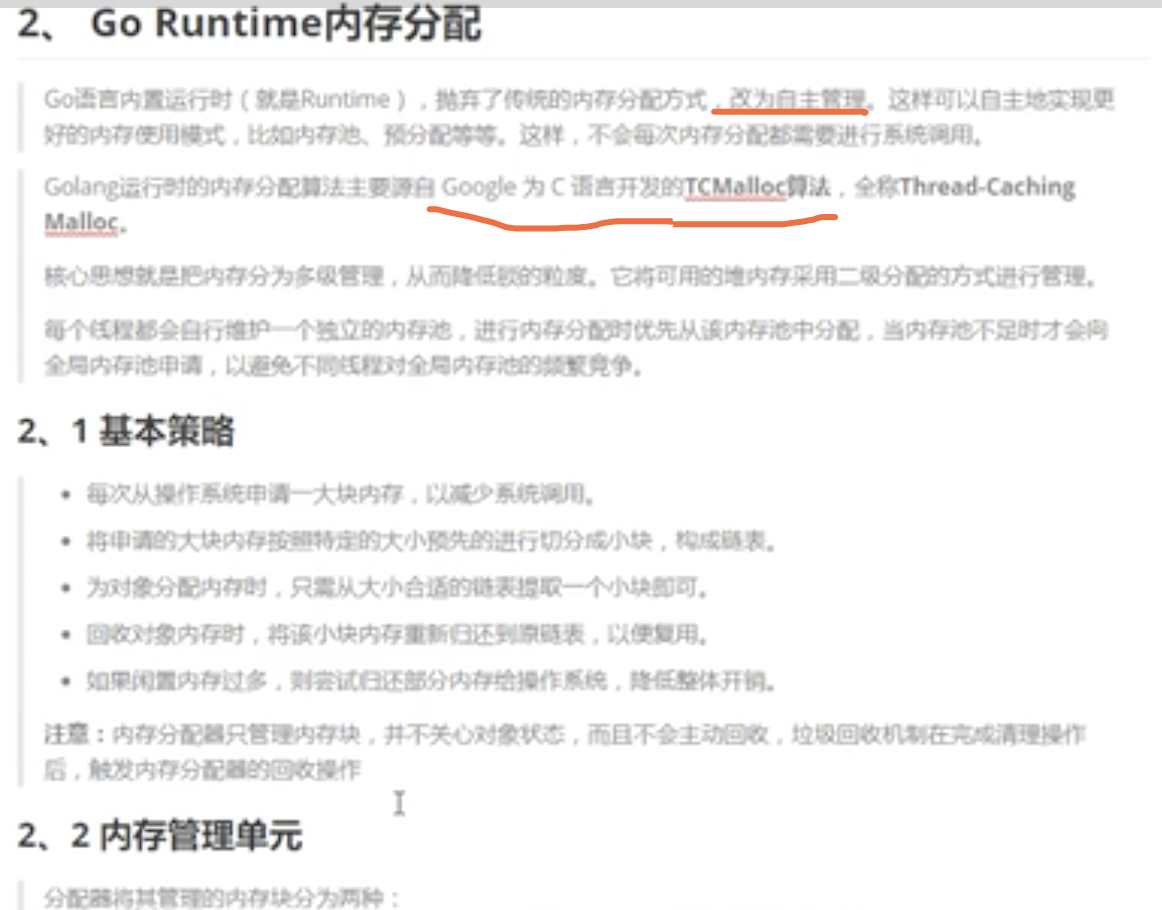 2、 Go Runtime内存分配
Go语言内置运行时（就是Runtime），抛弃了传统的内存分配方式，改为自主管理。这样可以自主地实现更
好的内存使用模式，比如内存池、预分配等等。这样，不会每次内存分配都需要进行系统调用。
Golang运行时的内存分配算法主要源自 Google 为 C 语言开发的TCMalloc算法，全称Thread-Caching
Malloc。
核心思想就是把内存分为多级管理，从而降低锁的粒度。它将可用的堆内存采用二级分配的方式进行管理。
每个线程都会自行维护一个独立的内存池，进行内存分配时优先从该内存池中分配，当内存池不足时才会向
全局内存池申请，以避免不同线程对全局内存池的频繁竞争。
2、1 基本策略
• 每次从操作系统申请一大块内存，以减少系统调用。
• 将申请的大块内存按照特定的大小预先的进行切分成小块，构成链表。
• 为对象分配内存时，只需从大小合适的链表提取一个小块即可。
• 回收对象内存时，将该小块内存重新归还到原链表，以便复用。
• 如果闲置内存过多，则尝试归还部分内存给操作系统，降低整体开销。
注意：内存分配器只管理内存块，并不关心对象状态，而且不会主动回收，垃圾回收机制在完成清理操作
后，触发内存分配器的回收操作
2、2 内存管理单元
分配器将其管理的内存块分为两种：